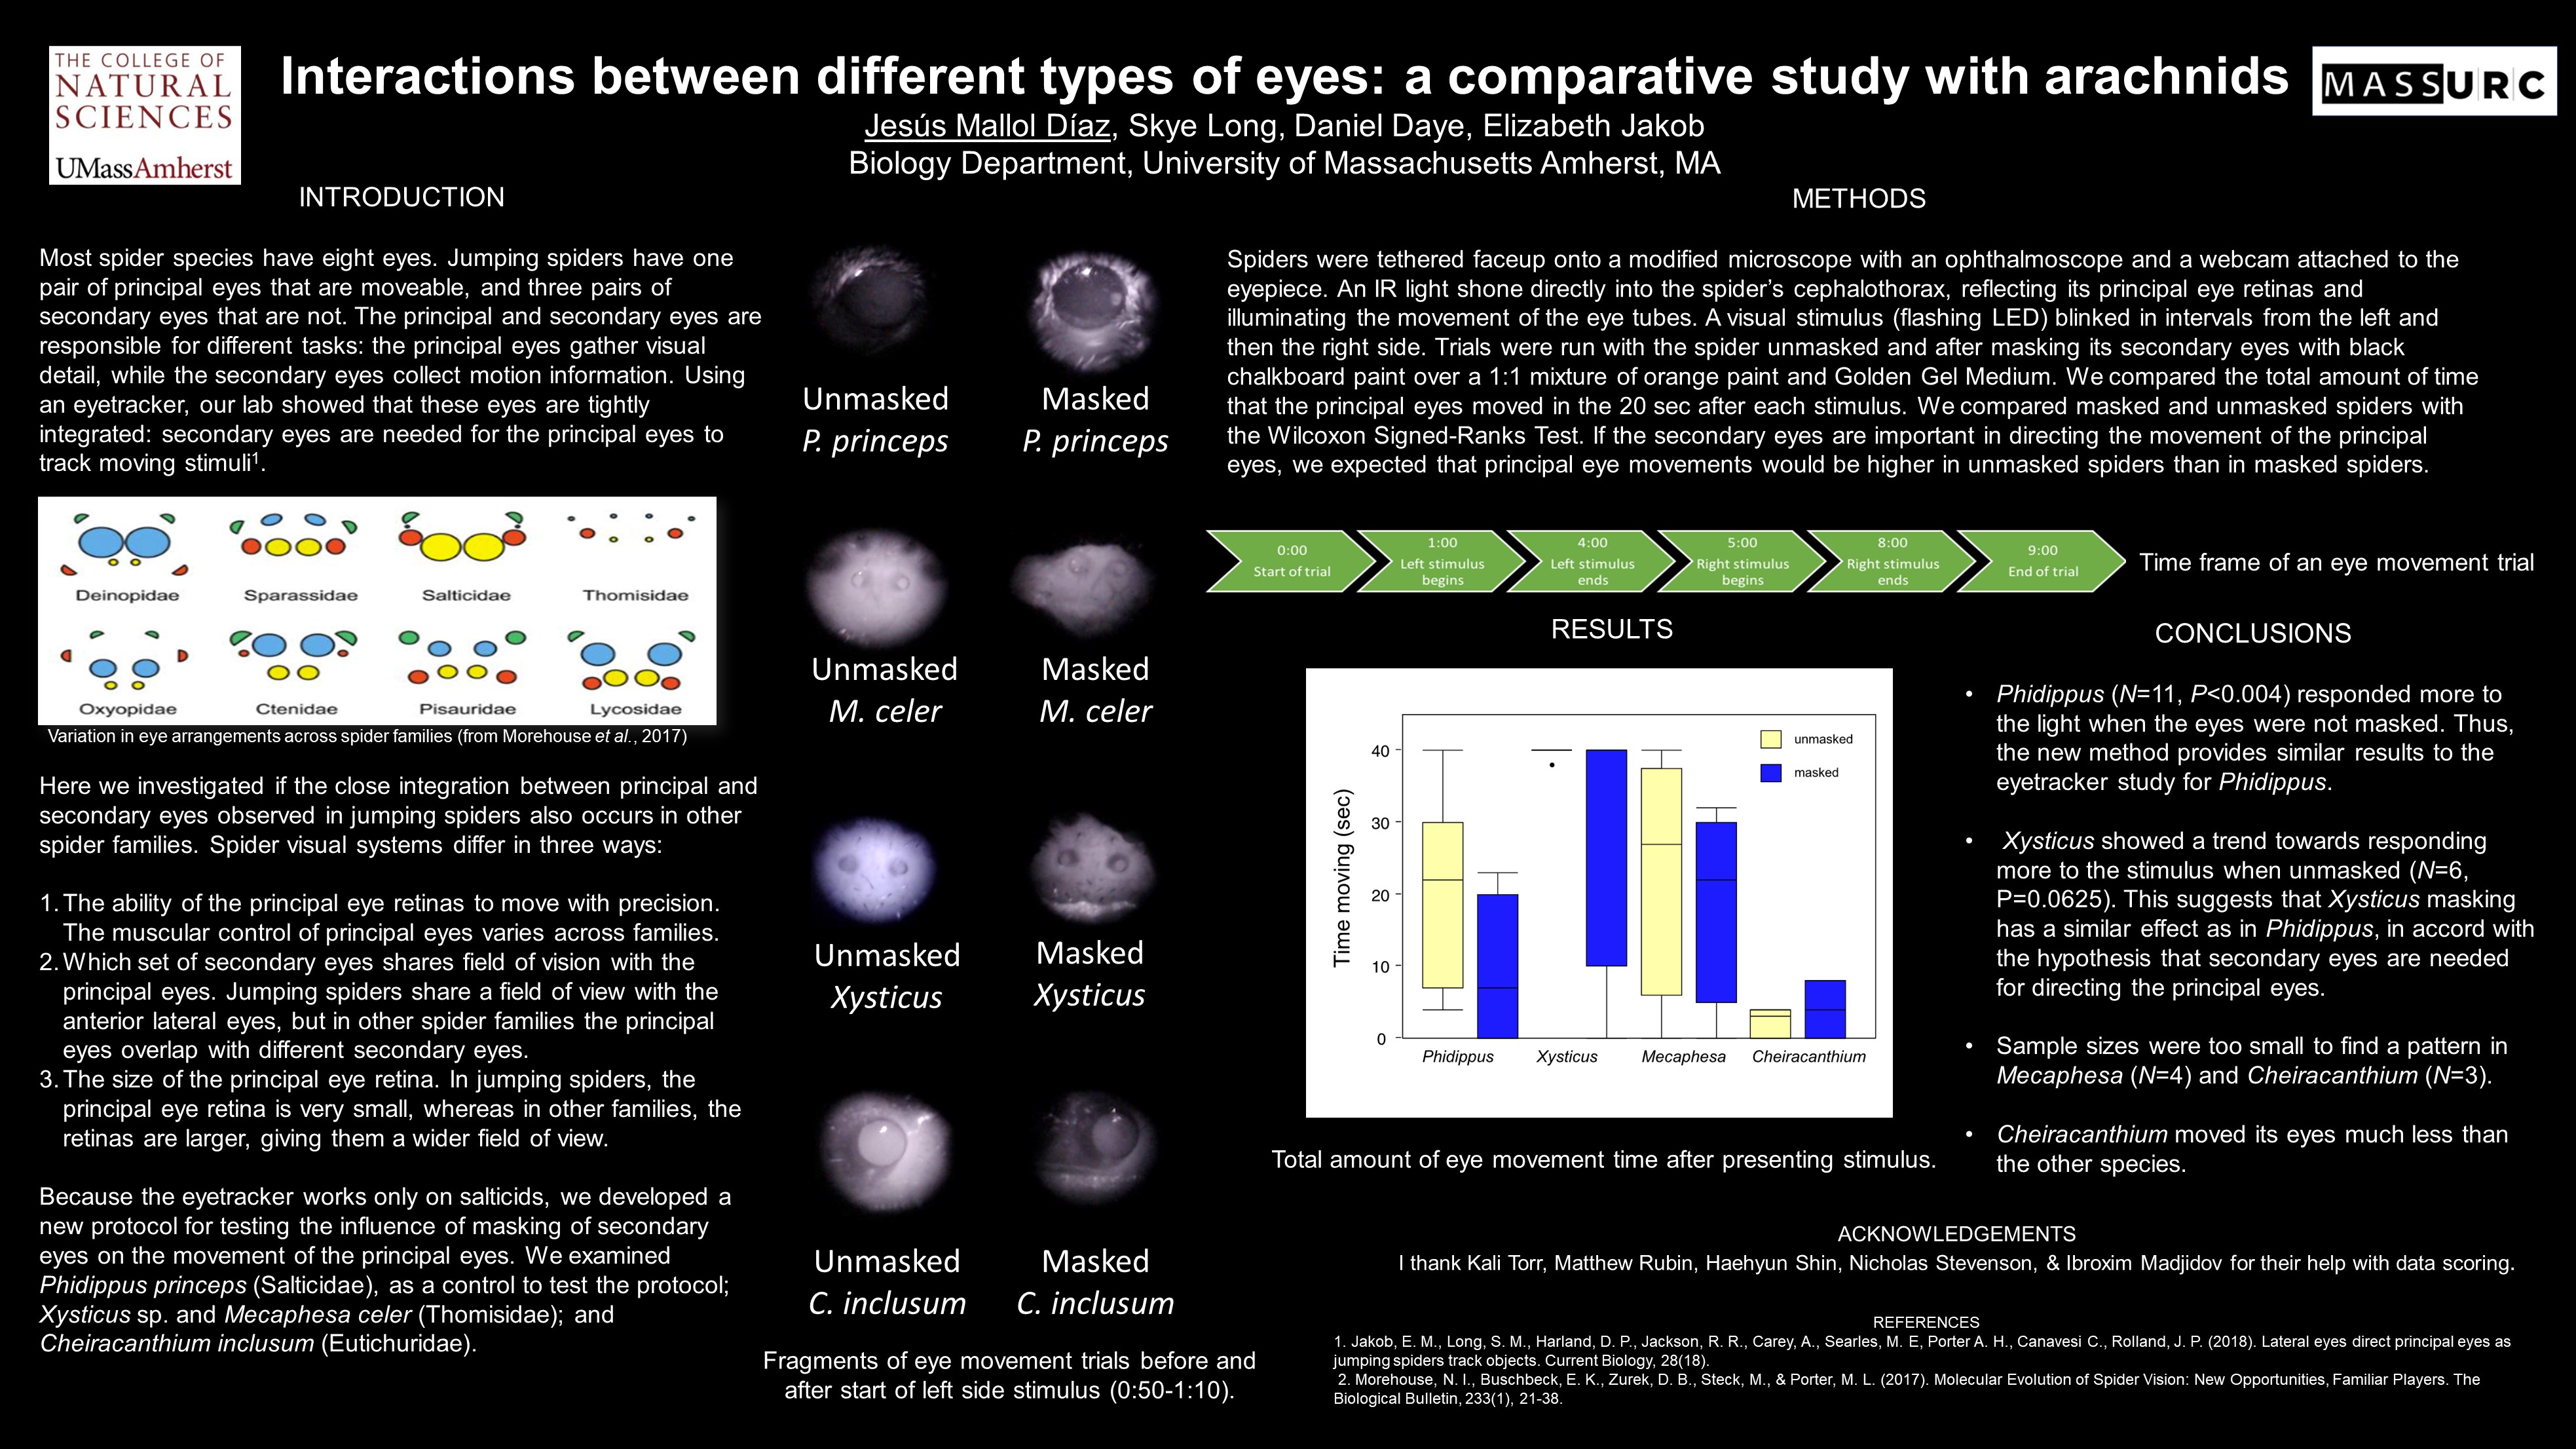 THE COLLEGE OF
NATURAL
SCIENCES
UMassAmherst
Interactions between different types of eyes: a comparative study with arachnids
MASSURC
Jesús Mallol Díaz, Skye Long, Daniel Daye, Elizabeth Jakob
Biology Department, University of Massachusetts Amherst, MA
INTRODUCTION
Most spider species have eight eyes. Jumping spiders have one
pair of principal eyes that are moveable, and three pairs of
secondary eyes that are not. The principal and secondary eyes are
responsible for different tasks: the principal eyes gather visual
detail, while the secondary eyes collect motion information. Using
an eyetracker, our lab showed that these eyes are tightly
integrated: secondary eyes are needed for the principal eyes to
track moving stimuli¹.
Deinopidae
Sparassidae
Salticidae
Thomisidae
Oxyopidae
Ctenidae
Pisauridae
Lycosidae
Variation in eye arrangements across spider families (from Morehouse et al., 2017)
Here we investigated if the close integration between principal and
secondary eyes observed in jumping spiders also occurs in other
spider families. Spider visual systems differ in three ways:
1. The ability of the principal eye retinas to move with precision.
The muscular control of principal eyes varies across families.
2. Which set of secondary eyes shares field of vision with the
principal eyes. Jumping spiders share a field of view with the
anterior lateral eyes, but in other spider families the principal
eyes overlap with different secondary eyes.
3. The size of the principal eye retina. In jumping spiders, the
principal eye retina is very small, whereas in other families, the
retinas are larger, giving them a wider field of view.
Because the eyetracker works only on salticids, we developed a
new protocol for testing the influence of masking of secondary
eyes on the movement of the principal eyes. We examined
Phidippus princeps (Salticidae), as a control to test the protocol;
Xysticus sp. and Mecaphesa celer (Thomisidae); and
Cheiracanthium inclusum (Eutichuridae).
Unmasked
P. princeps
Masked
P. princeps
Unmasked
M. celer
Masked
M. celer
Unmasked
Xysticus
Masked
Xysticus
Unmasked
C. inclusum
Masked
C. inclusum
Fragments of eye movement trials before and
after start of left side stimulus (0:50-1:10).
METHODS
Spiders were tethered faceup onto a modified microscope with an ophthalmoscope and a webcam attached to the
eyepiece. An IR light shone directly into the spider's cephalothorax, reflecting its principal eye retinas and
illuminating the movement of the eye tubes. A visual stimulus (flashing LED) blinked in intervals from the left and
then the right side. Trials were run with the spider unmasked and after masking its secondary eyes with black
chalkboard paint over a 1:1 mixture of orange paint and Golden Gel Medium. We compared the total amount of time
that the principal eyes moved in the 20 sec after each stimulus. We compared masked and unmasked spiders with
the Wilcoxon Signed-Ranks Test. If the secondary eyes are important in directing the movement of the principal
eyes, we expected that principal eye movements would be higher in unmasked spiders than in masked spiders.
0:00
Start of trial
1:00
Left stimulus
begins
4:00
Left stimulus
ends
5:00
Right stimulus
begins
8:00
Right stimulus
ends
9:00
End of trial
Time frame of an eye movement trial
RESULTS
Time moving (sec)
40
30
20
10
0
unmasked
masked
Phidippus
Xysticus
Mecaphesa
Cheiracanthium
Total amount of eye movement time after presenting stimulus.
CONCLUSIONS
• Phidippus (N=11, P<0.004) responded more to
the light when the eyes were not masked. Thus,
the new method provides similar results to the
eyetracker study for Phidippus.
• Xysticus showed a trend towards responding
more to the stimulus when unmasked (N=6,
P=0.0625). This suggests that Xysticus masking
has a similar effect as in Phidippus, in accord with
the hypothesis that secondary eyes are needed
for directing the principal eyes.
• Sample sizes were too small to find a pattern in
Mecaphesa (N=4) and Cheiracanthium (N=3).
• Cheiracanthium moved its eyes much less than
the other species.
ACKNOWLEDGEMENTS
I thank Kali Torr, Matthew Rubin, Haehyun Shin, Nicholas Stevenson, & Ibroxim Madjidov for their help with data scoring.
REFERENCES
1. Jakob, E. M., Long, S. M., Harland, D. P., Jackson, R. R., Carey, A., Searles, M. E, Porter A. H., Canavesi C., Rolland, J. P. (2018). Lateral eyes direct principal eyes as
jumping spiders track objects. Current Biology, 28(18).
2. Morehouse, N. I., Buschbeck, E. K., Zurek, D. B., Steck, M., & Porter, M. L. (2017). Molecular Evolution of Spider Vision: New Opportunities, Familiar Players. The
Biological Bulletin, 233(1), 21-38.